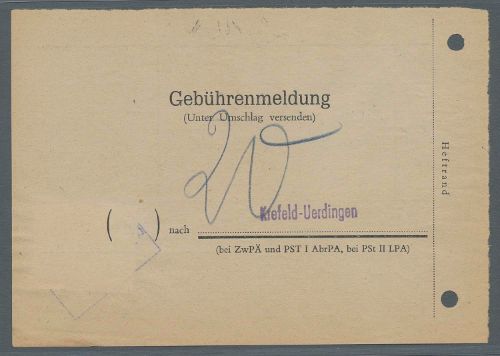 Gebührenmeldung
(Unter Umschlag versenden)
20
( ) nach Krefeld-Uerdingen
(bei ZwPÄ und PST I AbrPA, bei PSt II LPA)
Heftrand